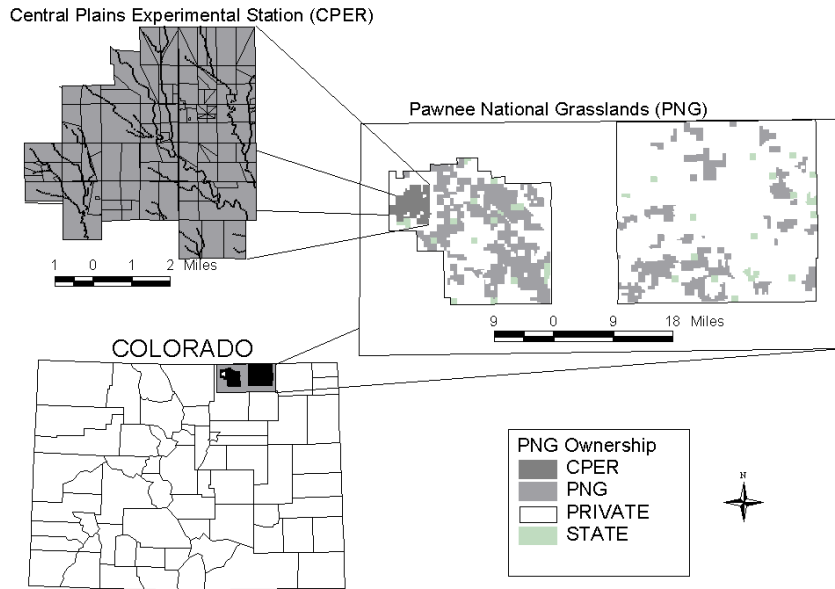 Central Plains Experimental Station (CPER)
Pawnee National Grasslands (PNG)
1 0 1 2 Miles
9 0 9 18 Miles
COLORADO
PNG Ownership
CPER
PNG
PRIVATE
STATE
N